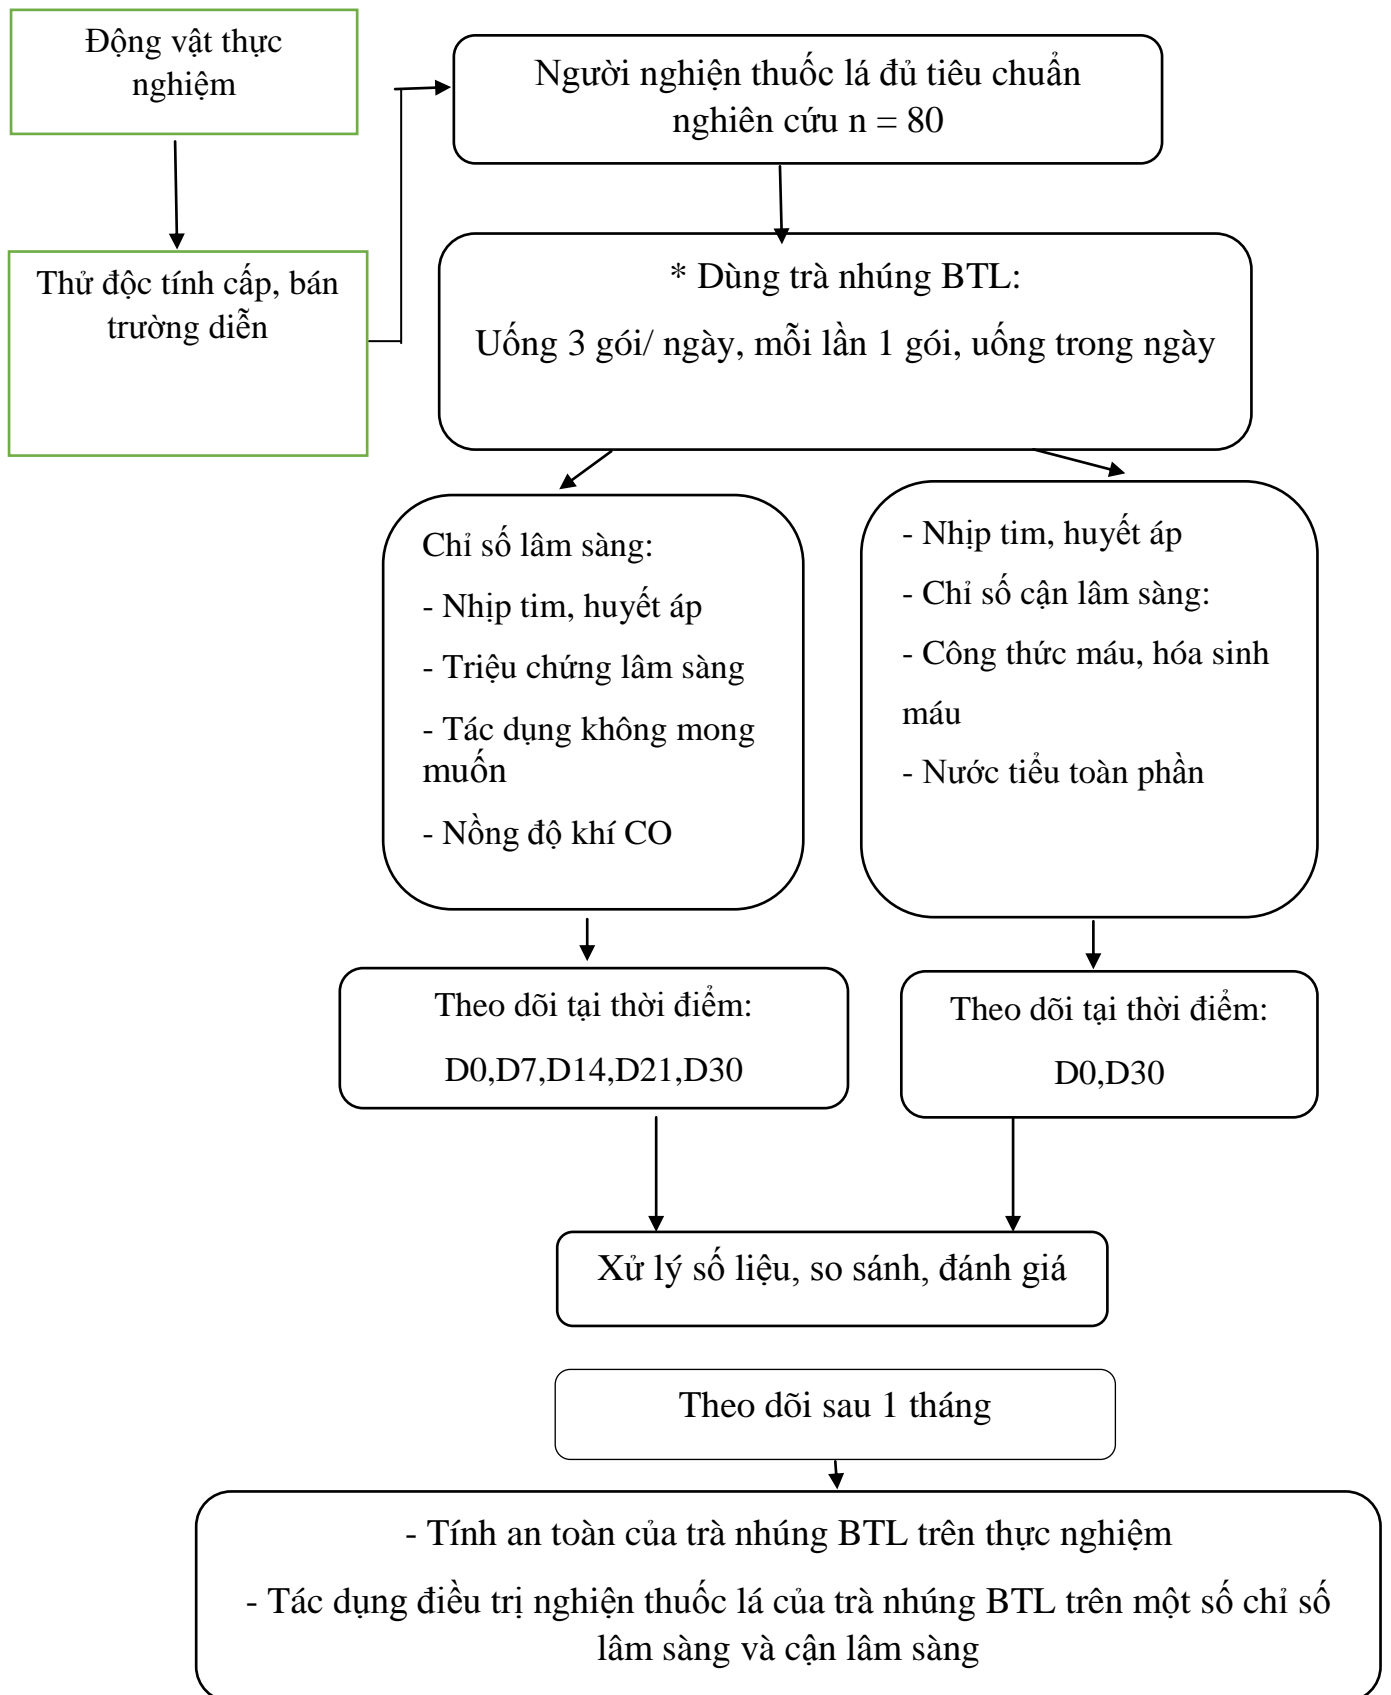 Động vật thực
nghiệm
Thử độc tính cấp, bán
trường diễn
Người nghiện thuốc lá đủ tiêu chuẩn
nghiên cứu n = 80
* Dùng trà nhúng BTL:
Uống 3 gói/ ngày, mỗi lần 1 gói, uống trong ngày
Chỉ số lâm sàng:
- Nhịp tim, huyết áp
- Triệu chứng lâm sàng
- Tác dụng không mong
muốn
- Nồng độ khí CO
- Nhịp tim, huyết áp
- Chỉ số cận lâm sàng:
- Công thức máu, hóa sinh
máu
- Nước tiểu toàn phần
Theo dõi tại thời điểm:
D0,D7,D14,D21,D30
Theo dõi tại thời điểm:
D0,D30
Xử lý số liệu, so sánh, đánh giá
Theo dõi sau 1 tháng
- Tính an toàn của trà nhúng BTL trên thực nghiệm
- Tác dụng điều trị nghiện thuốc lá của trà nhúng BTL trên một số chỉ số
lâm sàng và cận lâm sàng